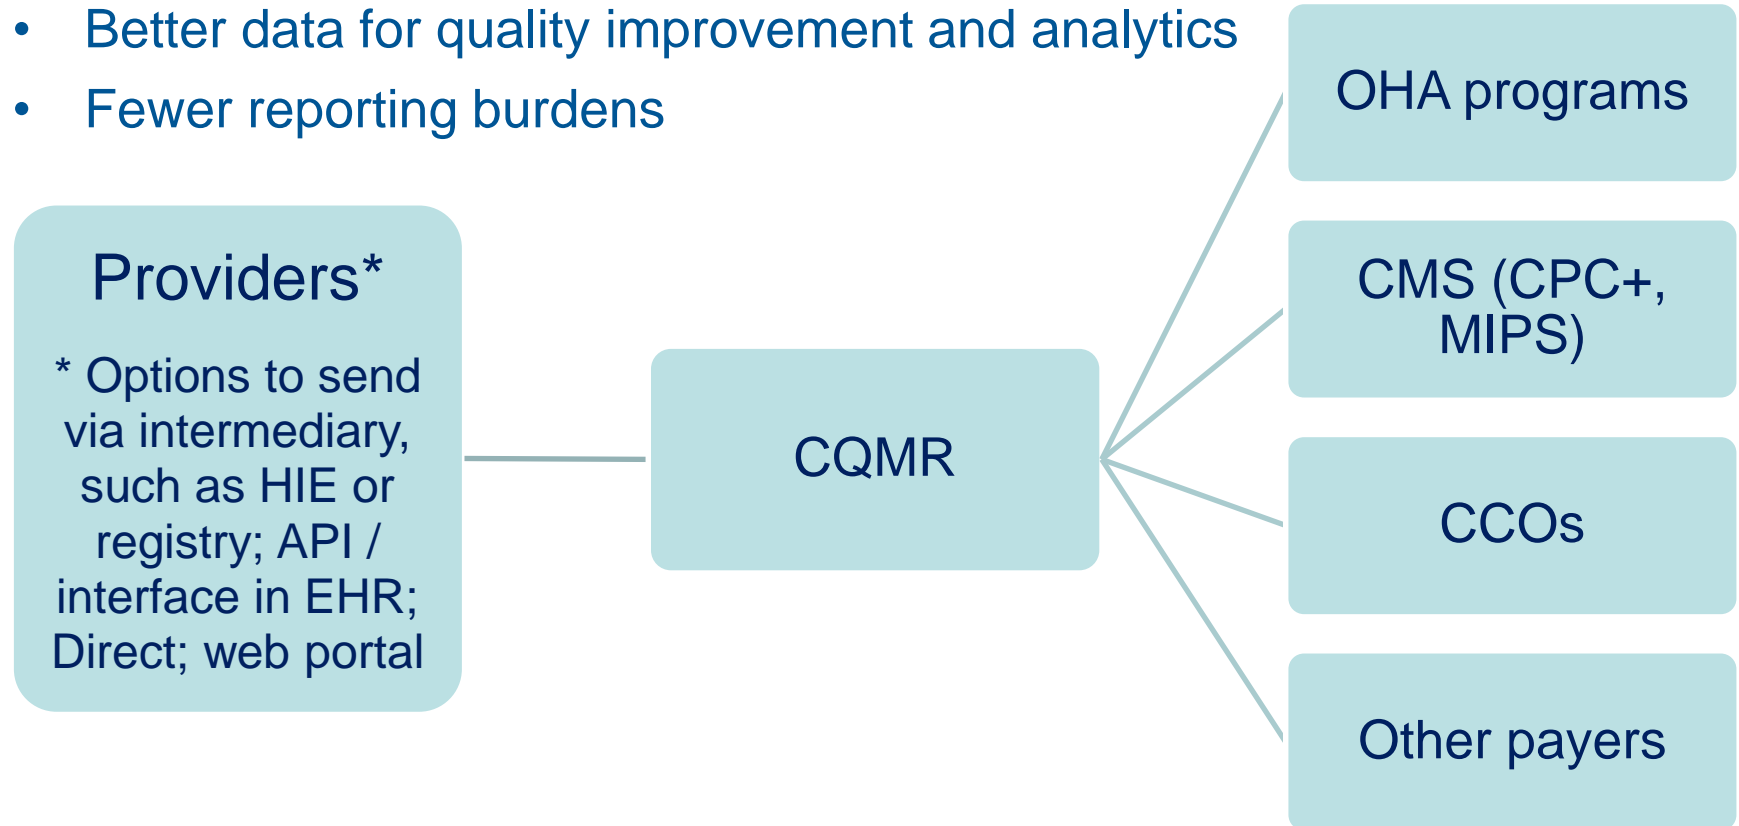 • Better data for quality improvement and analytics
• Fewer reporting burdens
Providers*
* Options to send
via intermediary,
such as HIE or
registry; API /
interface in EHR;
Direct; web portal
CQMR
OHA programs
CMS (CPC+,
MIPS)
CCOs
Other payers